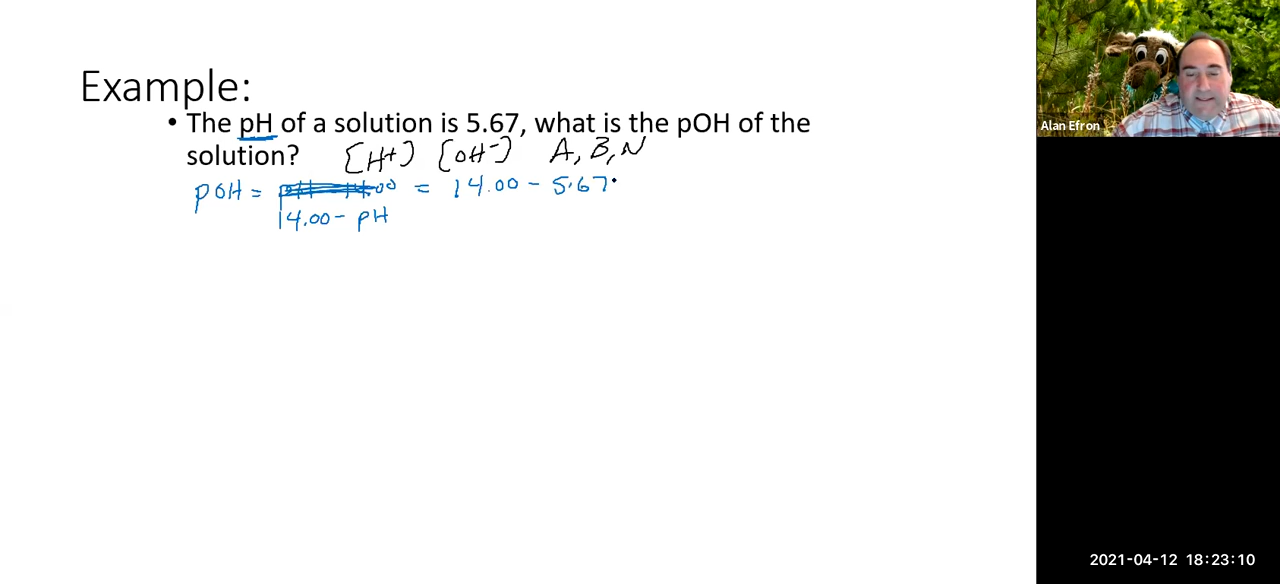 Example:
• The pH of a solution is 5.67, what is the pOH of the
solution? [H+] [OH-] A, B, N
pOH = = 14.00 - 5.67
14.00 - pH
Alan Efron
2021-04-12 18:23:10